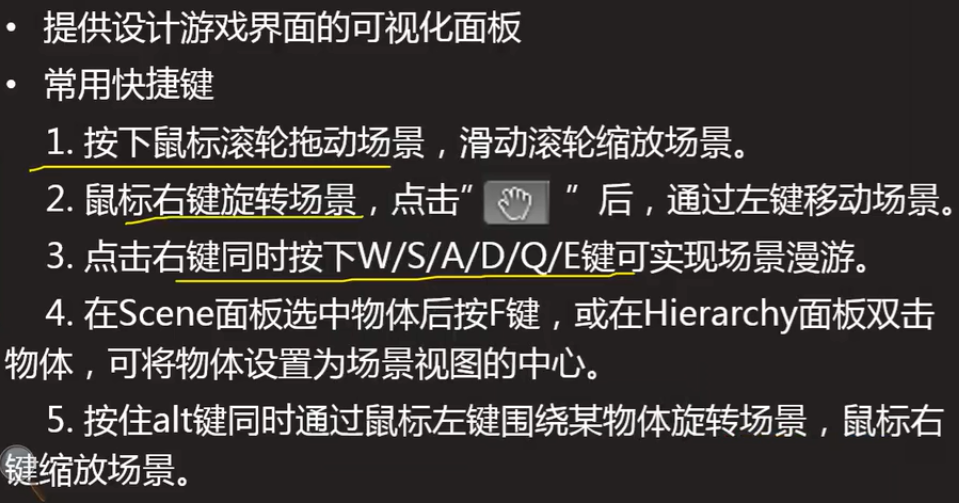 • 提供设计游戏界面的可视化面板
• 常用快捷键
1. 按下鼠标滚轮拖动场景，滑动滚轮缩放场景。
2. 鼠标右键旋转场景，点击” ”后，通过左键移动场景。
3. 点击右键同时按下W/S/A/D/Q/E键可实现场景漫游。
4. 在Scene面板选中物体后按F键，或在Hierarchy面板双击
物体，可将物体设置为场景视图的中心。
5. 按住alt键同时通过鼠标左键围绕某物体旋转场景，鼠标右
键缩放场景。